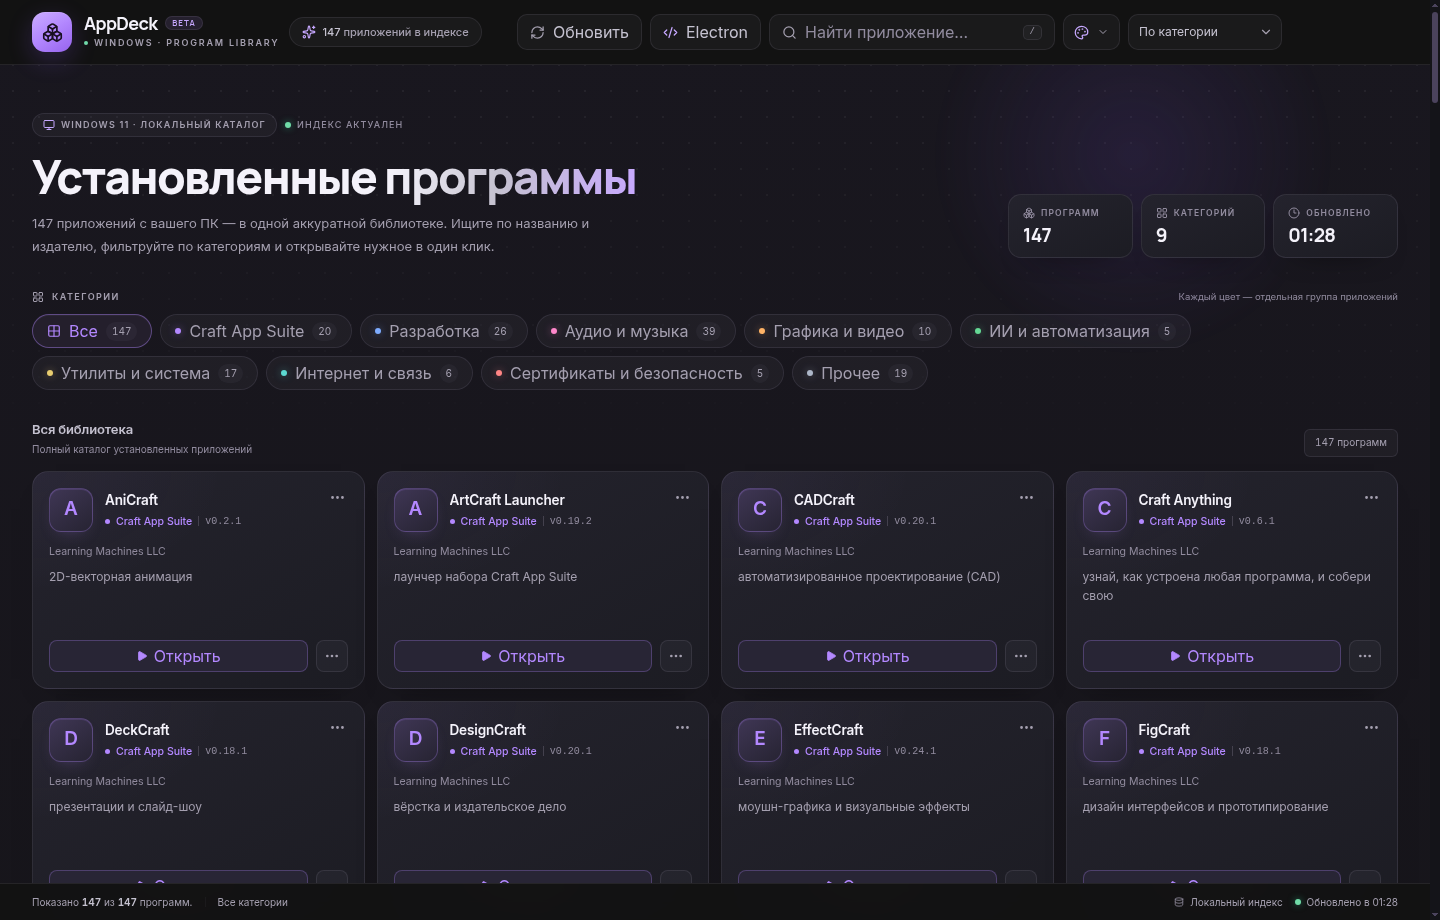 AppDeck BETA
WINDOWS · PROGRAM LIBRARY
147 приложений в индексе
Обновить
Electron
Найти приложение... /
По категории
WINDOWS 11 · ЛОКАЛЬНЫЙ КАТАЛОГ
ИНДЕКС АКТУАЛЕН
Установленные программы
147 приложений с вашего ПК — в одной аккуратной библиотеке. Ищите по названию и
издателю, фильтруйте по категориям и открывайте нужное в один клик.
ПРОГРАММ
147
КАТЕГОРИЙ
9
ОБНОВЛЕНО
01:28
КАТЕГОРИИ
Каждый цвет — отдельная группа приложений
Все 147
Craft App Suite 20
Разработка 26
Аудио и музыка 39
Графика и видео 10
ИИ и автоматизация 5
Утилиты и система 17
Интернет и связь 6
Сертификаты и безопасность 5
Прочее 19
Вся библиотека
Полный каталог установленных приложений
147 программ
A
AniCraft
Craft App Suite | v0.2.1
Learning Machines LLC
2D-векторная анимация
Открыть
A
ArtCraft Launcher
Craft App Suite | v0.19.2
Learning Machines LLC
лаунчер набора Craft App Suite
Открыть
C
CADCraft
Craft App Suite | v0.20.1
Learning Machines LLC
автоматизированное проектирование (CAD)
Открыть
C
Craft Anything
Craft App Suite | v0.6.1
Learning Machines LLC
узнай, как устроена любая программа, и собери
свою
Открыть
D
DeckCraft
Craft App Suite | v0.18.1
Learning Machines LLC
презентации и слайд-шоу
D
DesignCraft
Craft App Suite | v0.20.1
Learning Machines LLC
вёрстка и издательское дело
E
EffectCraft
Craft App Suite | v0.24.1
Learning Machines LLC
моушн-графика и визуальные эффекты
F
FigCraft
Craft App Suite | v0.18.1
Learning Machines LLC
дизайн интерфейсов и прототипирование
Показано 147 из 147 программ.
Все категории
Локальный индекс
Обновлено в 01:28